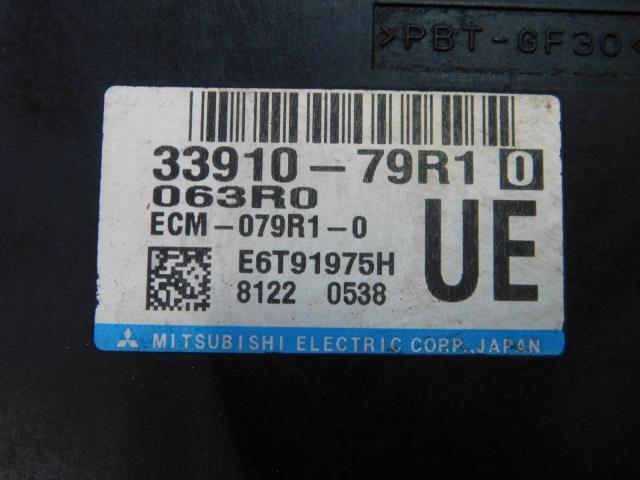 >PBT-GF30<
33910-79R1 0
063R0
ECM-079R1-0
E6T91975H
8122 0538
UE
MITSUBISHI ELECTRIC CORP., JAPAN